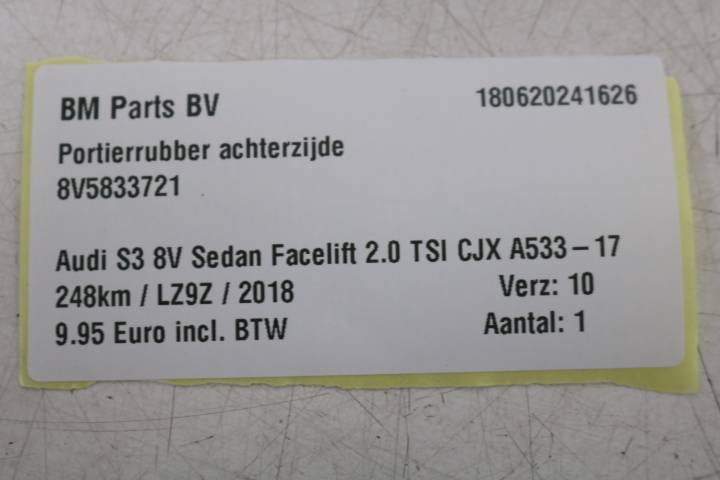 BM Parts BV 180620241626
Portierrubber achterzijde
8V5833721
Audi S3 8V Sedan Facelift 2.0 TSI CJX A533-17
248km / LZ9Z / 2018 Verz: 10
9.95 Euro incl. BTW Aantal: 1